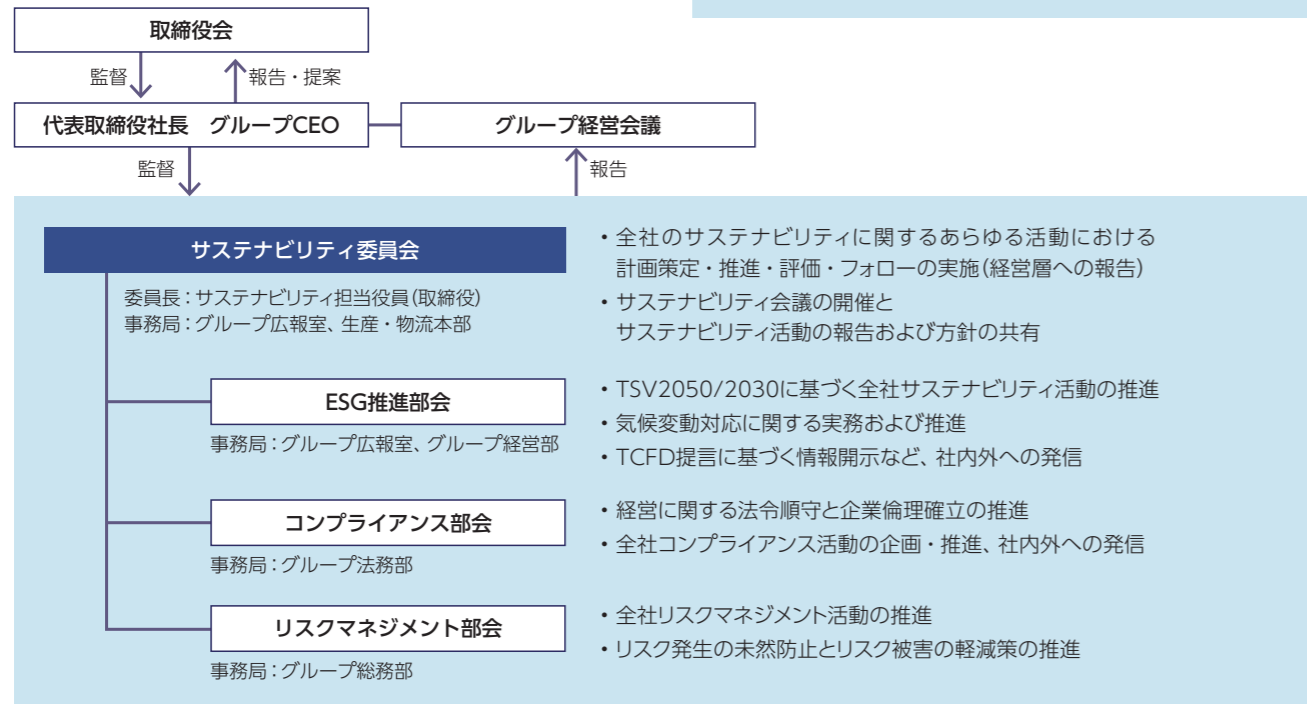 取締役会
監督
報告・提案
代表取締役社長　グループCEO
グループ経営会議
監督
報告
サステナビリティ委員会
委員長：サステナビリティ担当役員(取締役)
事務局：グループ広報室、生産・物流本部
・全社のサステナビリティに関するあらゆる活動における
計画策定・推進・評価・フォローの実施(経営層への報告)
・サステナビリティ会議の開催と
サステナビリティ活動の報告および方針の共有
ESG推進部会
事務局：グループ広報室、グループ経営部
・TSV2050/2030に基づく全社サステナビリティ活動の推進
・気候変動対応に関する実務および推進
・TCFD提言に基づく情報開示など、社内外への発信
コンプライアンス部会
事務局：グループ法務部
・経営に関する法令順守と企業倫理確立の推進
・全社コンプライアンス活動の企画・推進、社内外への発信
リスクマネジメント部会
事務局：グループ総務部
・全社リスクマネジメント活動の推進
・リスク発生の未然防止とリスク被害の軽減策の推進